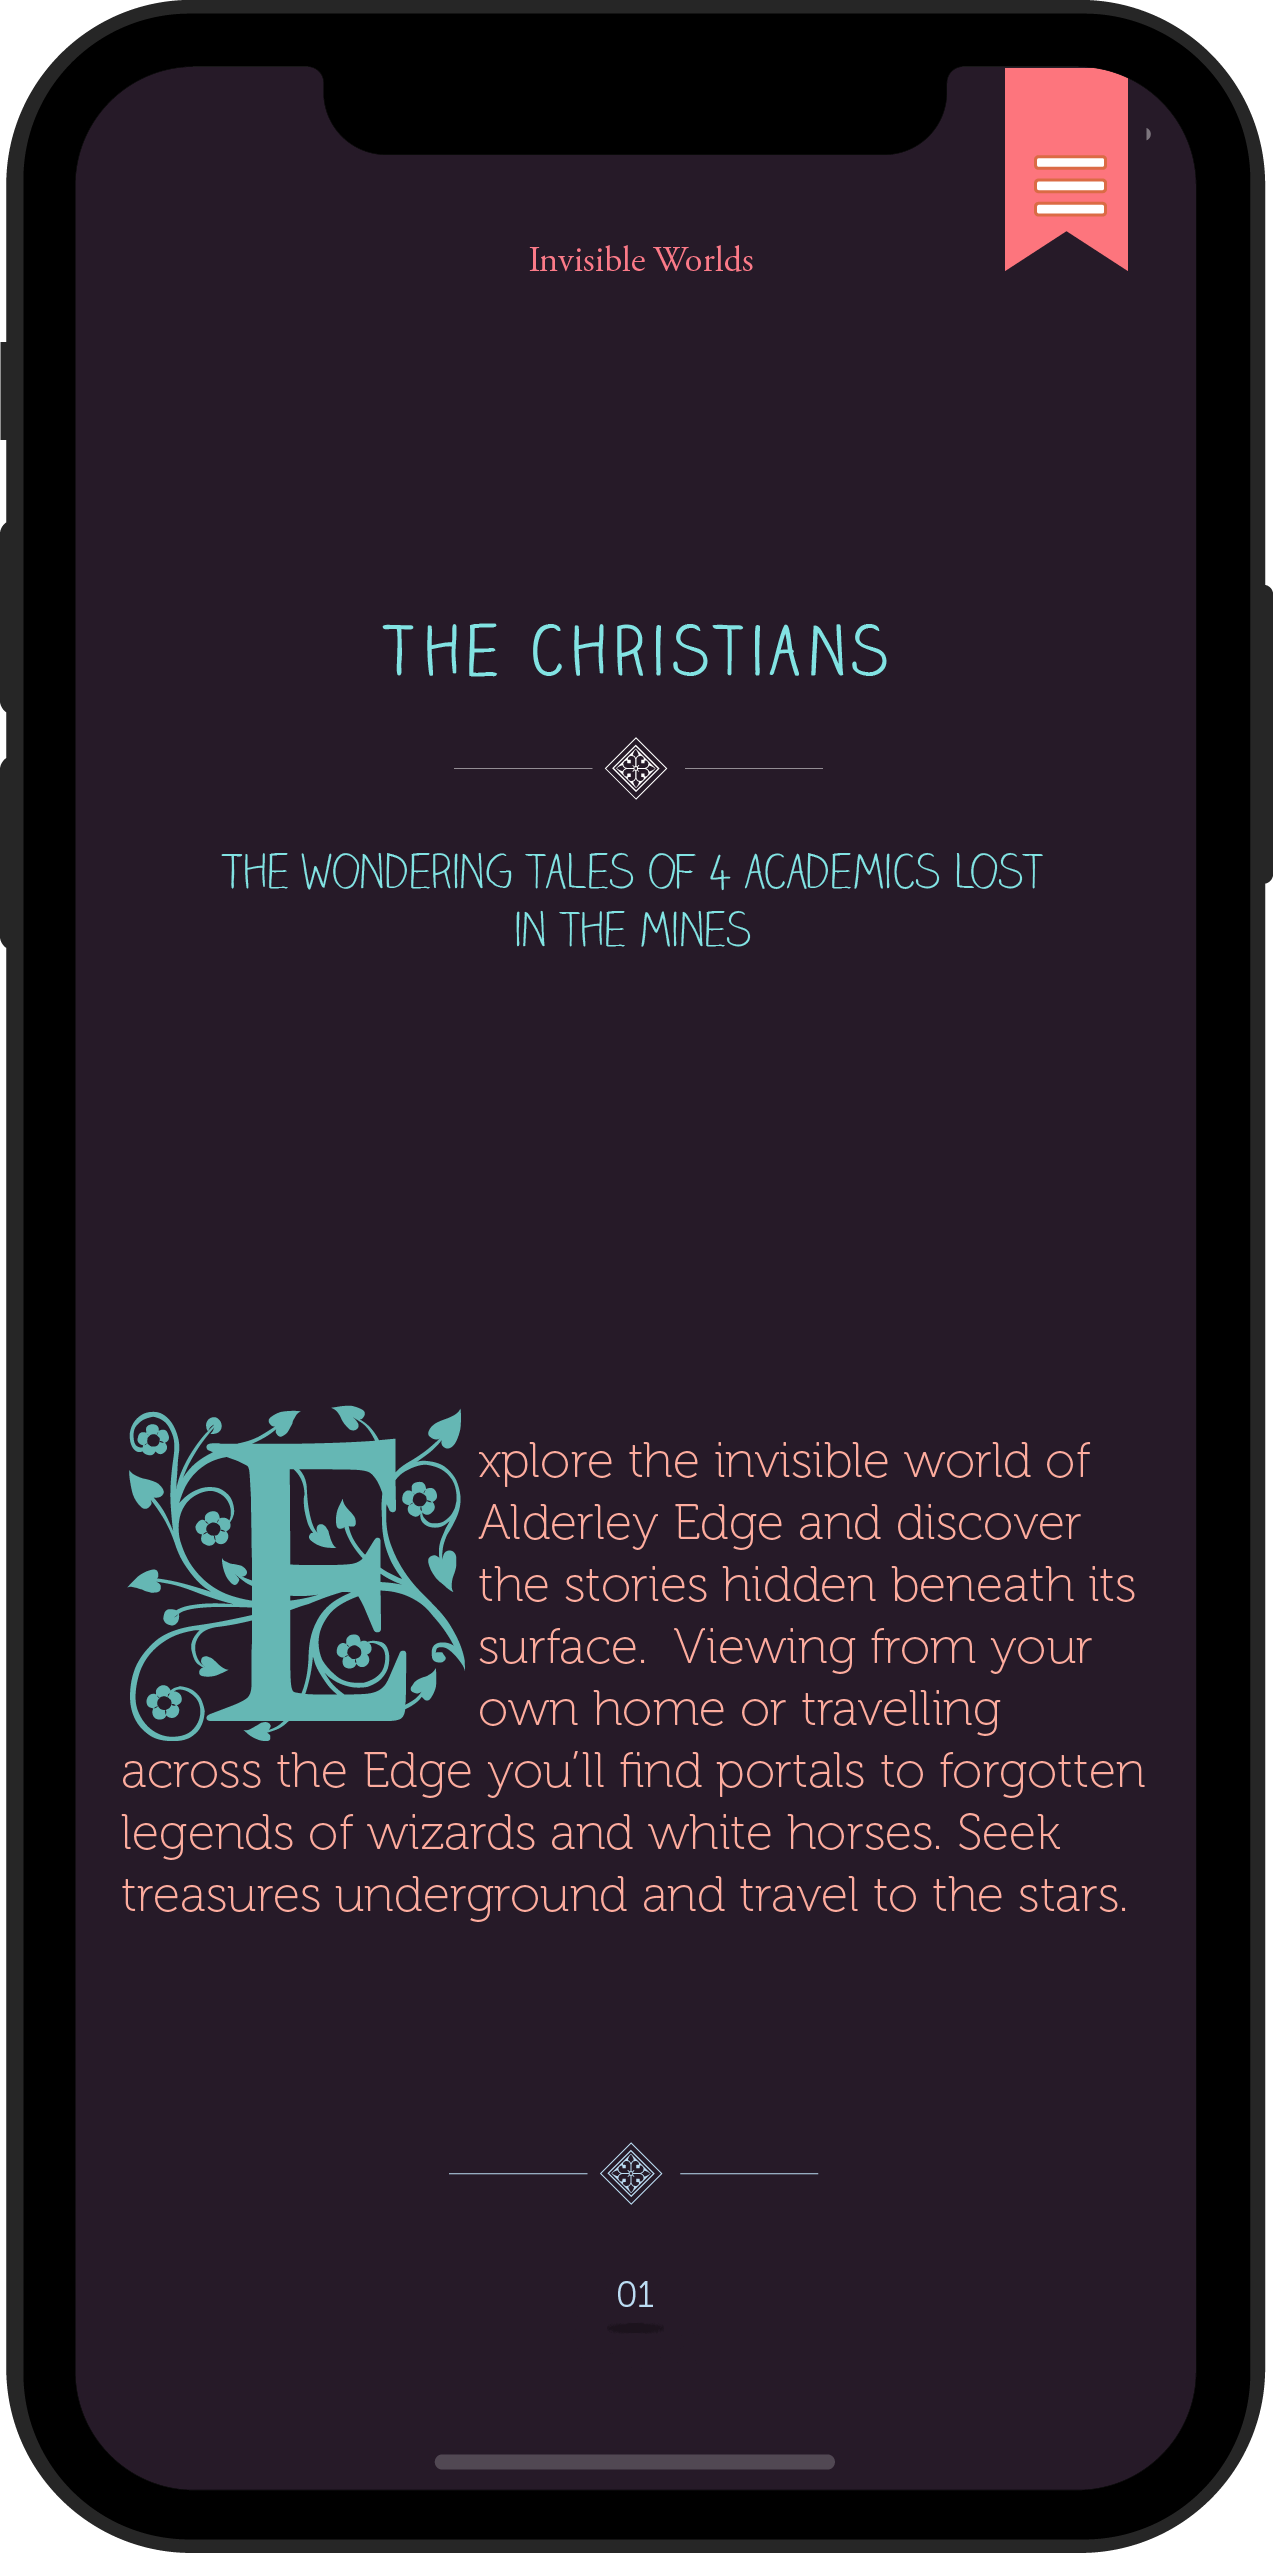 Invisible Worlds
THE CHRISTIANS
THE WONDERING TALES OF 4 ACADEMICS LOST
IN THE MINES
Explore the invisible world of
Alderley Edge and discover
the stories hidden beneath its
surface.  Viewing from your
own home or travelling
across the Edge you’ll find portals to forgotten
legends of wizards and white horses. Seek
treasures underground and travel to the stars.
01